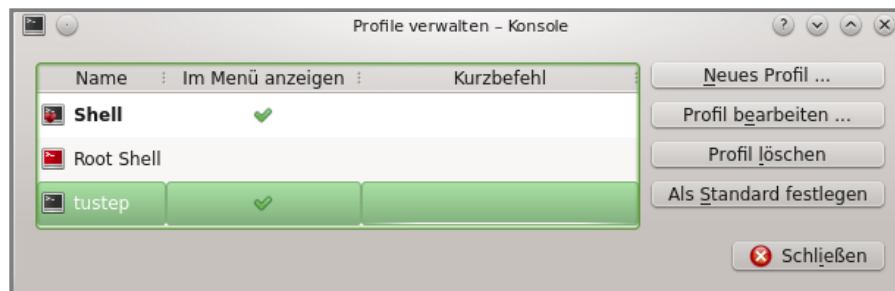 Profile verwalten – Konsole
Name Im Menü anzeigen Kurzbefehl
Shell
Root Shell
tustep
Neues Profil ...
Profil bearbeiten ...
Profil löschen
Als Standard festlegen
Schließen